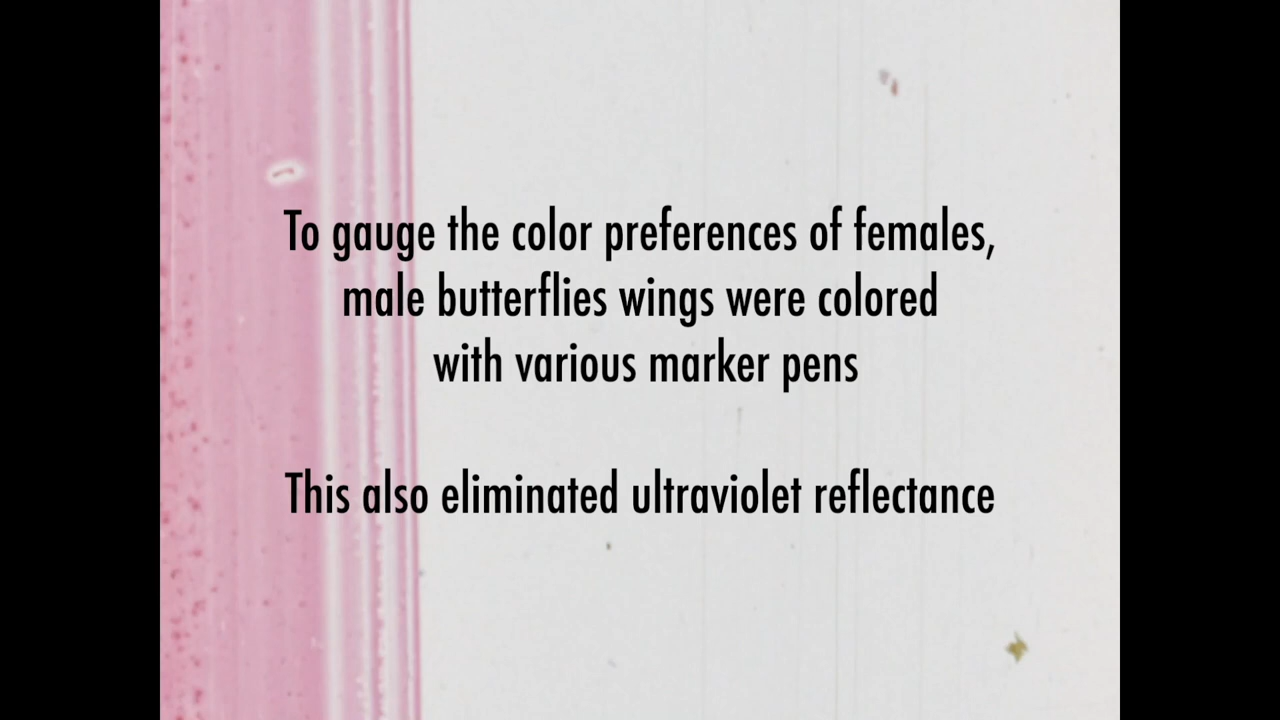 To gauge the color preferences of females,
male butterflies wings were colored
with various marker pens
This also eliminated ultraviolet reflectance